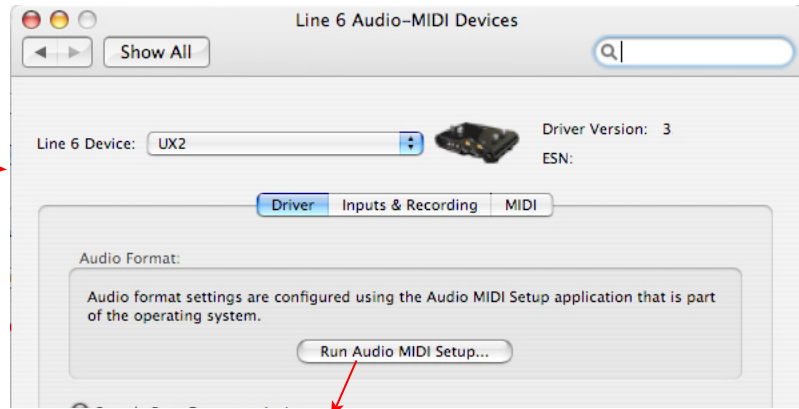 Line 6 Audio-MIDI Devices
Show All
Line 6 Device: UX2
Driver Version: 3
ESN:
Driver Inputs & Recording MIDI
Audio Format:
Audio format settings are configured using the Audio MIDI Setup application that is part
of the operating system.
Run Audio MIDI Setup...